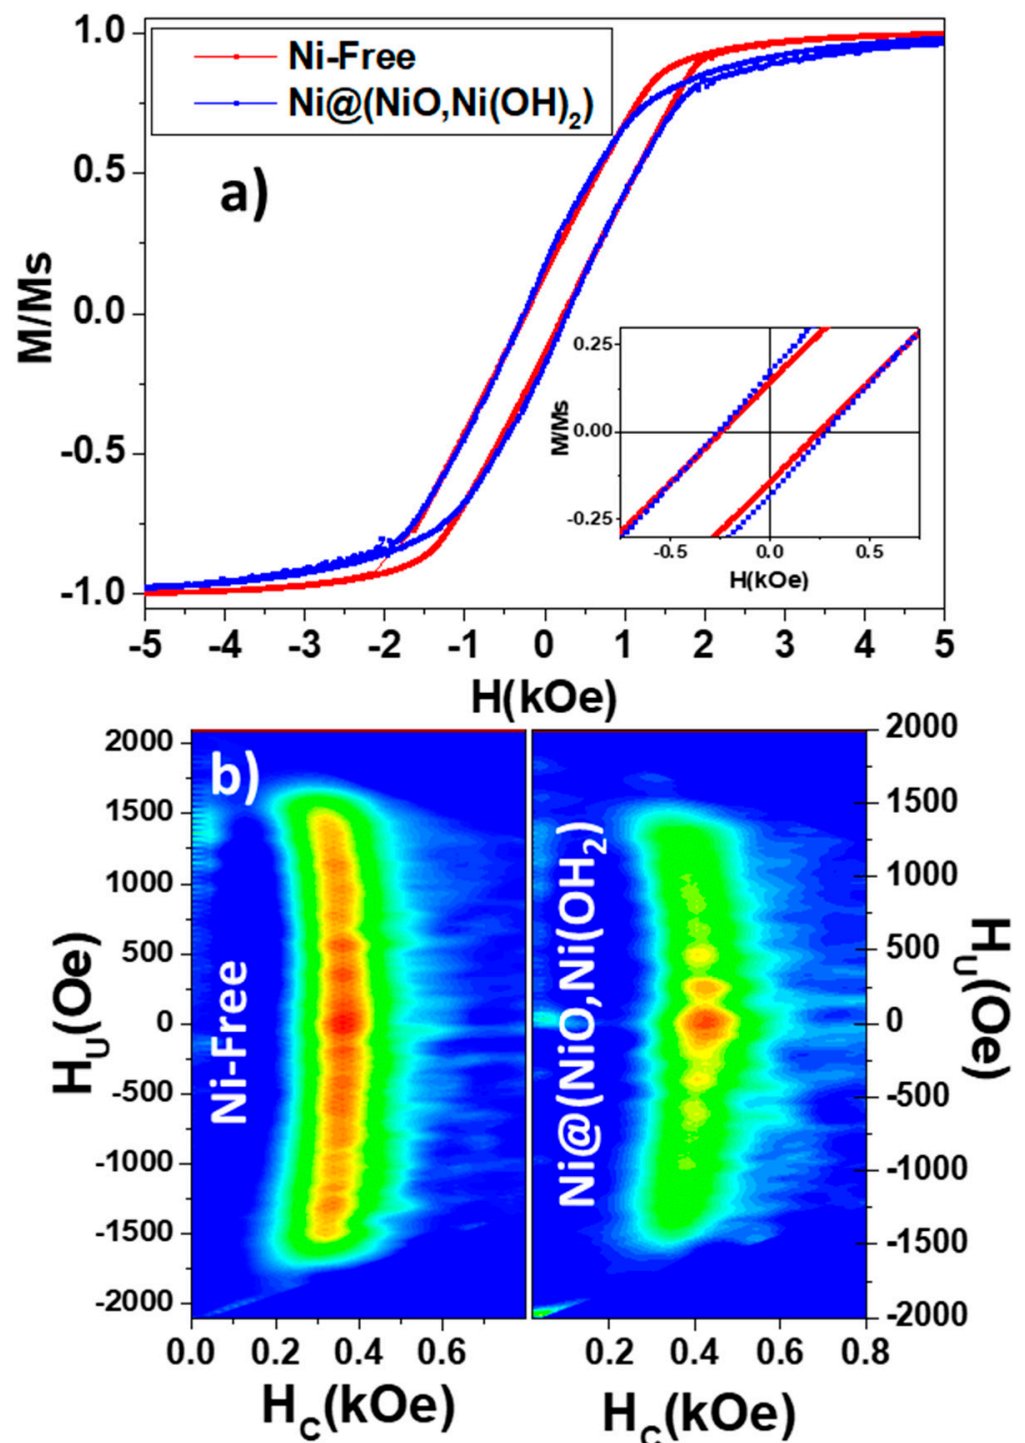 Ni-Free
Ni@(NiO,Ni(OH)₂)
a)
M/Ms
1.0
0.5
0.0
-0.5
-1.0
-5 -4 -3 -2 -1 0 1 2 3 4 5
H(kOe)
M/Ms
0.25
0.00
-0.25
-0.5 0.0 0.5
H(kOe)
b)
H_U(Oe)
2000
1500
1000
500
0
-500
-1000
-1500
-2000
Ni-Free
0.0 0.2 0.4 0.6
H_C(kOe)
Ni@(NiO,Ni(OH₂)
0.2 0.4 0.6 0.8
H_C(kOe)
2000
1500
1000
500
0
-500
-1000
-1500
-2000
H_U(Oe)